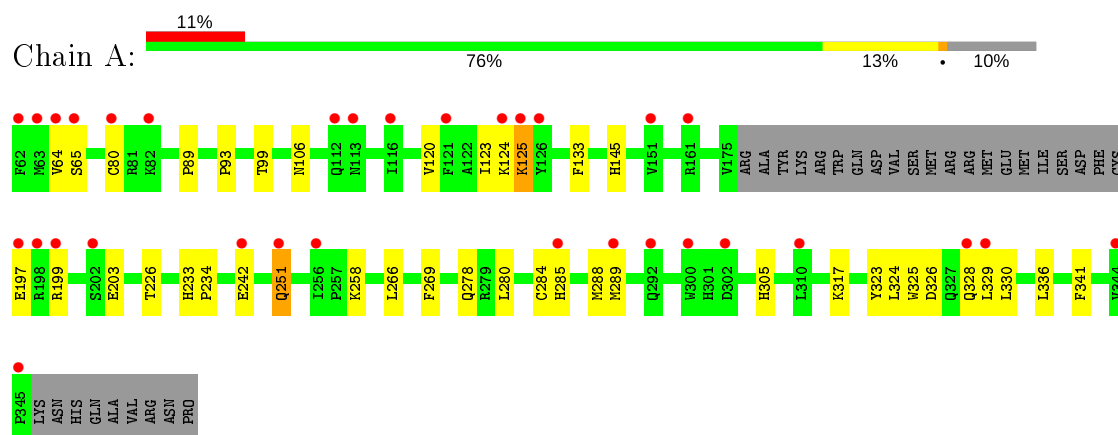 11%
Chain A:
76% 13% • 10%
F62 M63 V64 S65 C80 R81 K82 P89 P93 T99 N106 Q112 N113 I116 V120 F121 A122 I123 K124 K125 Y126 F133 H145 V151 R161 V175 ARG ALA TYR LYS ARG TRP GLN ASP VAL SER MET ARG ARG MET GLU MET MET ILE SER ASP PHE CYS
E197 R198 R199 S202 E203 T226 H233 P234 E242 Q251 I256 P257 K258 L266 F269 Q278 R279 L280 C284 H285 M288 M289 Q292 W300 H301 D302 H305 L310 K317 Y323 L324 W325 D326 Q327 Q328 L329 L330 L336 F341 V344
P345 LYS ASN HIS GLN ALA VAL ARG ASN PRO